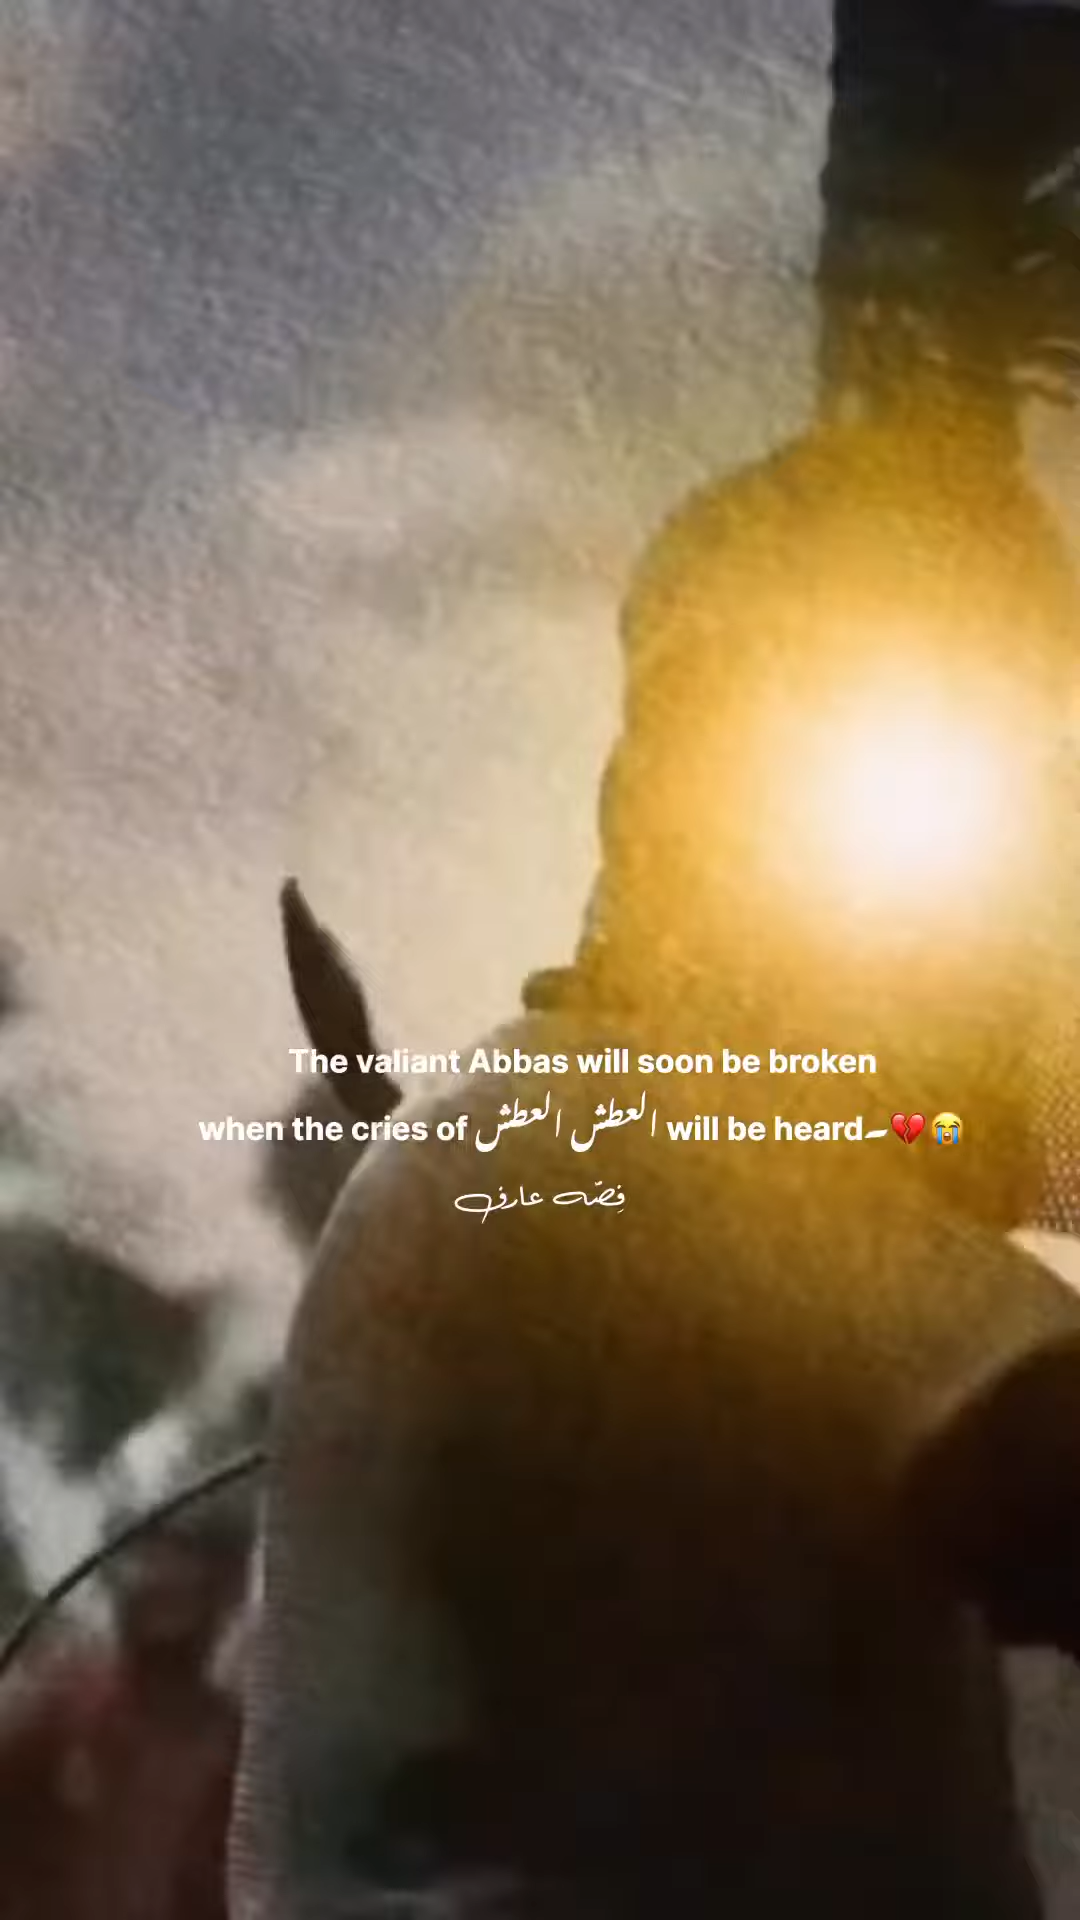 The valiant Abbas will soon be broken
when the cries of العطش العطش will be heard۔💔😭
فِضّہ عارف